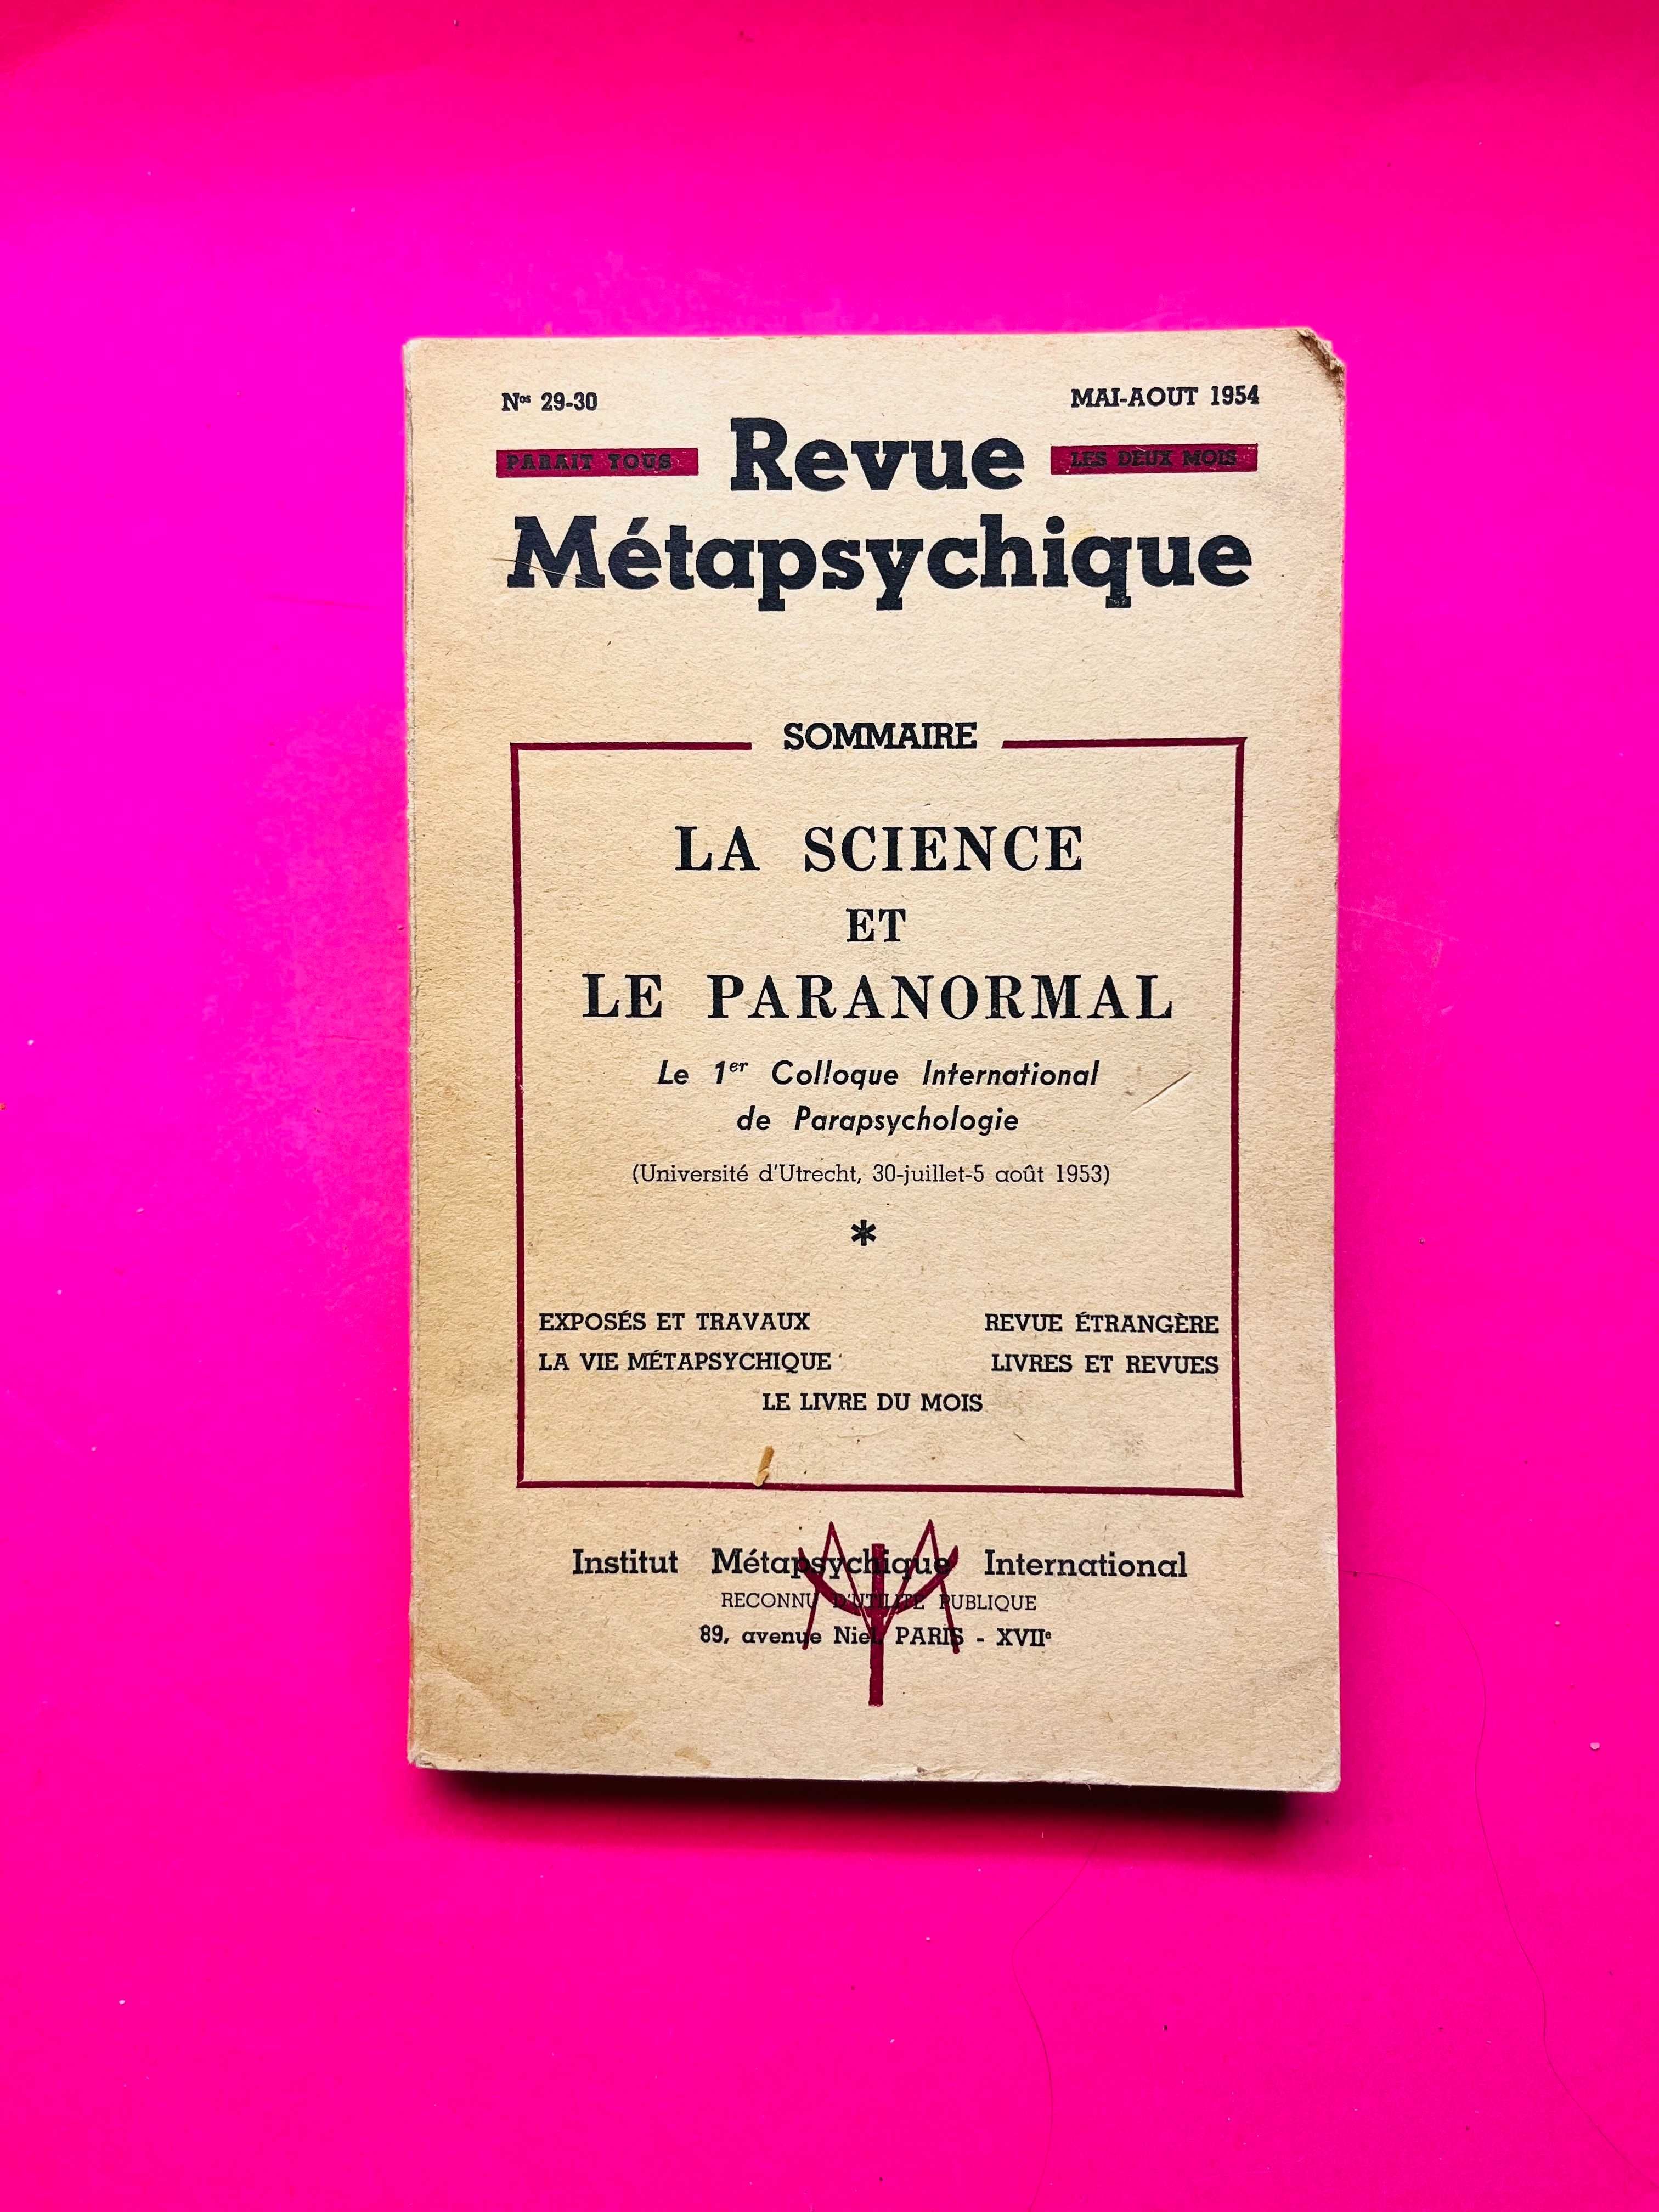 Nos 29-30 MAI-AOUT 1954
PARAIT TOUS Revue LES DEUX MOIS
Métapsychique
SOMMAIRE
LA SCIENCE
ET
LE PARANORMAL
Le 1er Colloque International
de Parapsychologie
(Université d'Utrecht, 30-juillet-5 août 1953)
*
EXPOSÉS ET TRAVAUX REVUE ÉTRANGÈRE
LA VIE MÉTAPSYCHIQUE LIVRES ET REVUES
LE LIVRE DU MOIS
Institut Métapsychique International
RECONNU D'UTILITÉ PUBLIQUE
89, avenue Niel, PARIS - XVIIe